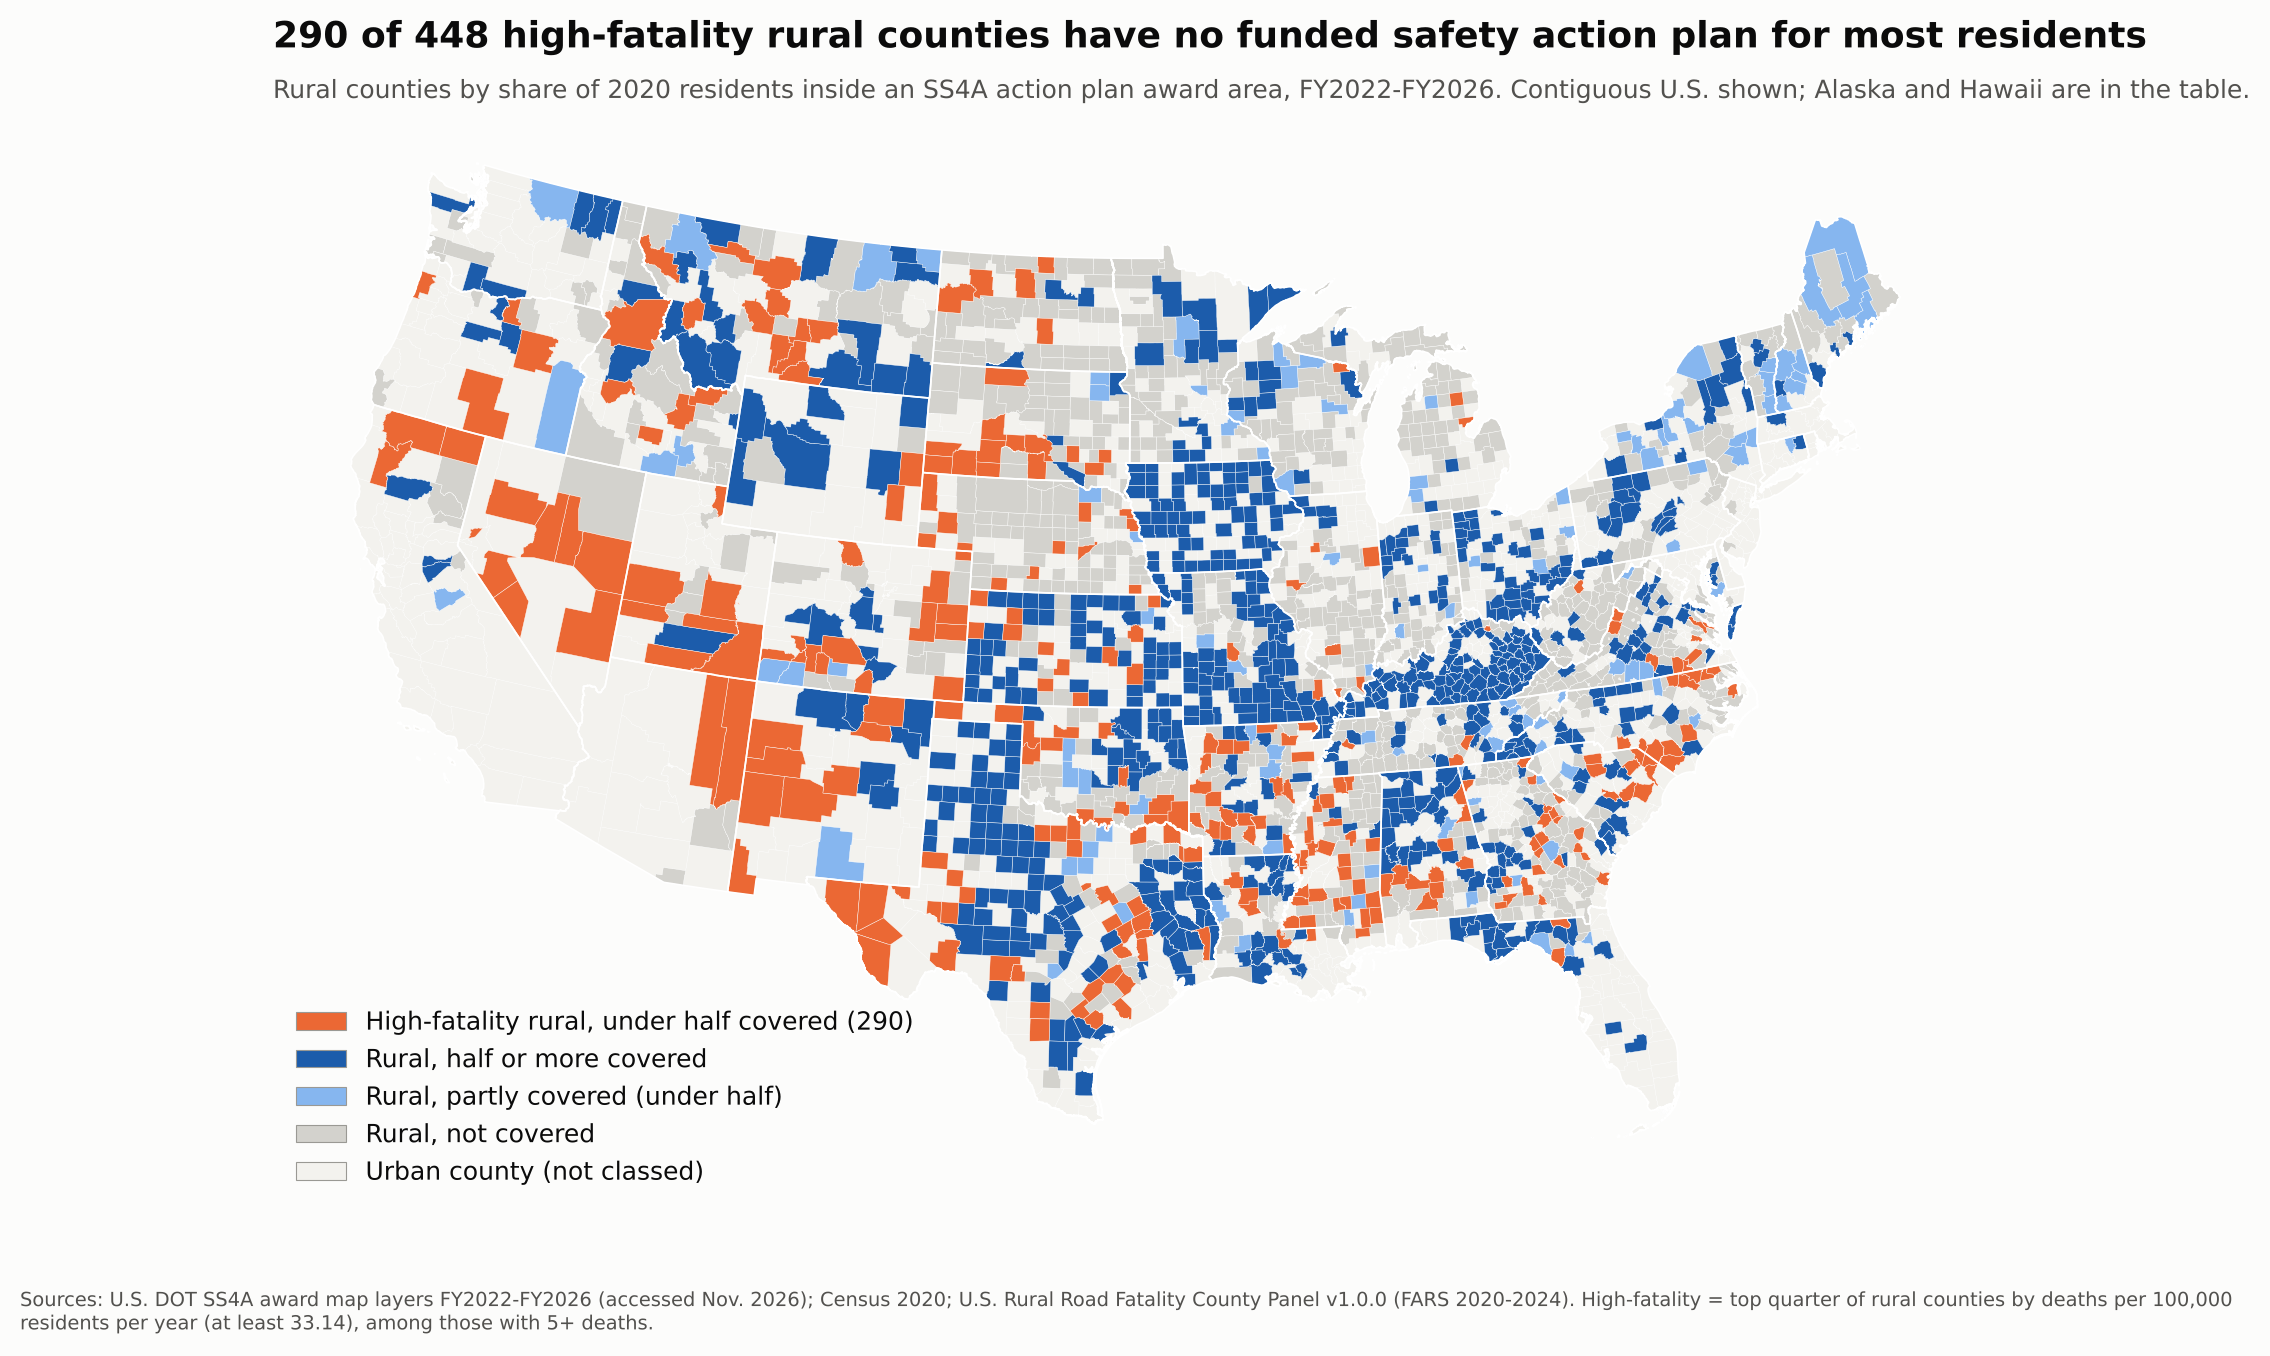 290 of 448 high-fatality rural counties have no funded safety action plan for most residents
Rural counties by share of 2020 residents inside an SS4A action plan award area, FY2022-FY2026. Contiguous U.S. shown; Alaska and Hawaii are in the table.
High-fatality rural, under half covered (290)
Rural, half or more covered
Rural, partly covered (under half)
Rural, not covered
Urban county (not classed)
Sources: U.S. DOT SS4A award map layers FY2022-FY2026 (accessed Nov. 2026); Census 2020; U.S. Rural Road Fatality County Panel v1.0.0 (FARS 2020-2024). High-fatality = top quarter of rural counties by deaths per 100,000
residents per year (at least 33.14), among those with 5+ deaths.